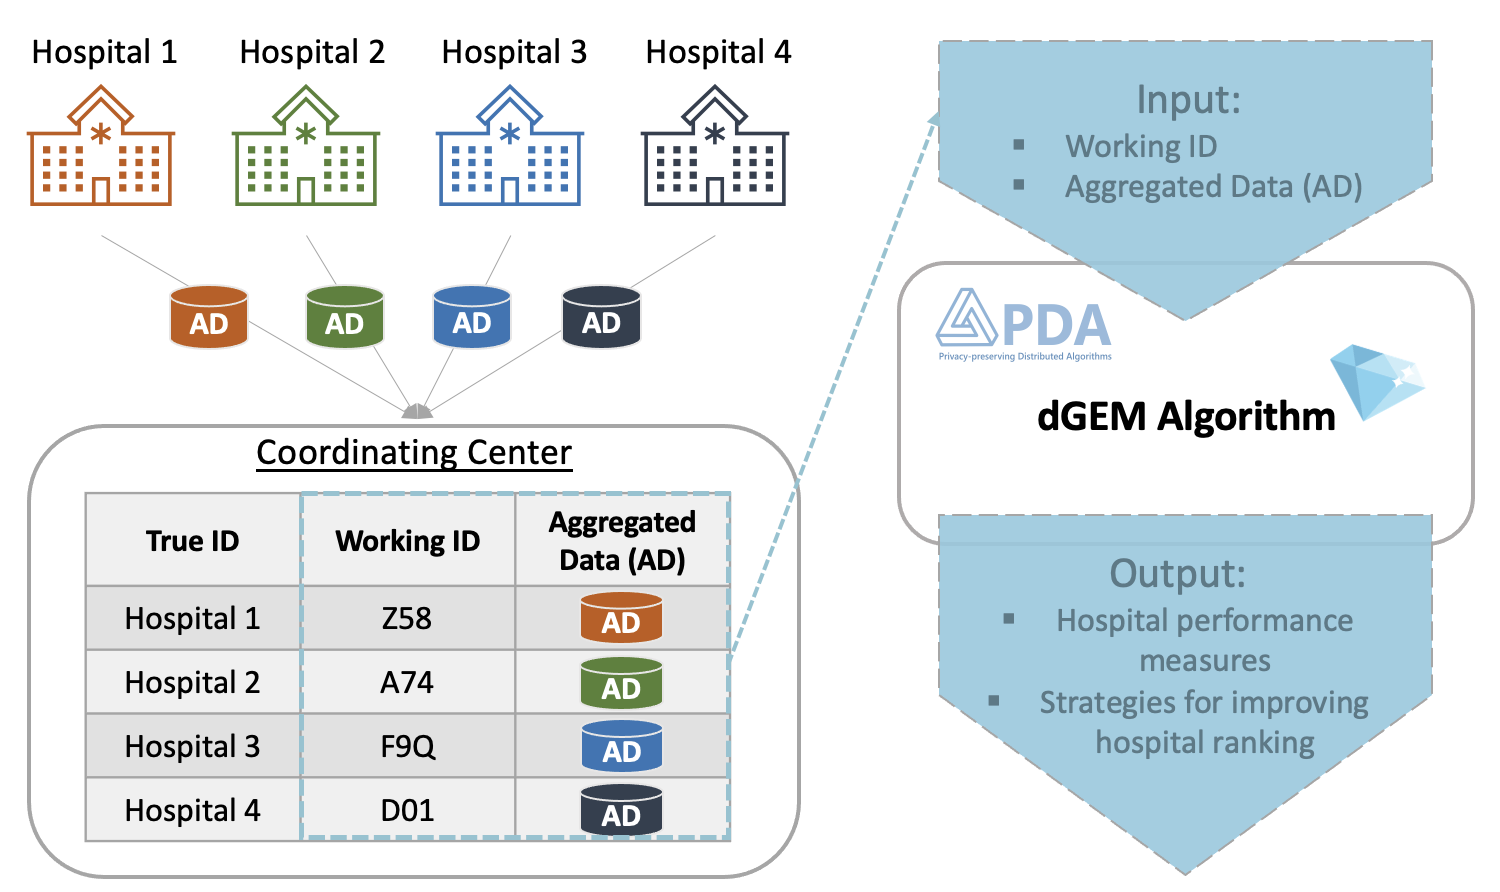 Hospital 1
Hospital 2
Hospital 3
Hospital 4
AD
AD
AD
AD
Coordinating Center
True ID
Working ID
Aggregated
Data (AD)
Hospital 1
Z58
AD
Hospital 2
A74
AD
Hospital 3
F9Q
AD
Hospital 4
D01
AD
Input:
▪ Working ID
▪ Aggregated Data (AD)
PDA
Privacy-preserving Distributed Algorithms
dGEM Algorithm
Output:
▪ Hospital performance
measures
▪ Strategies for improving
hospital ranking